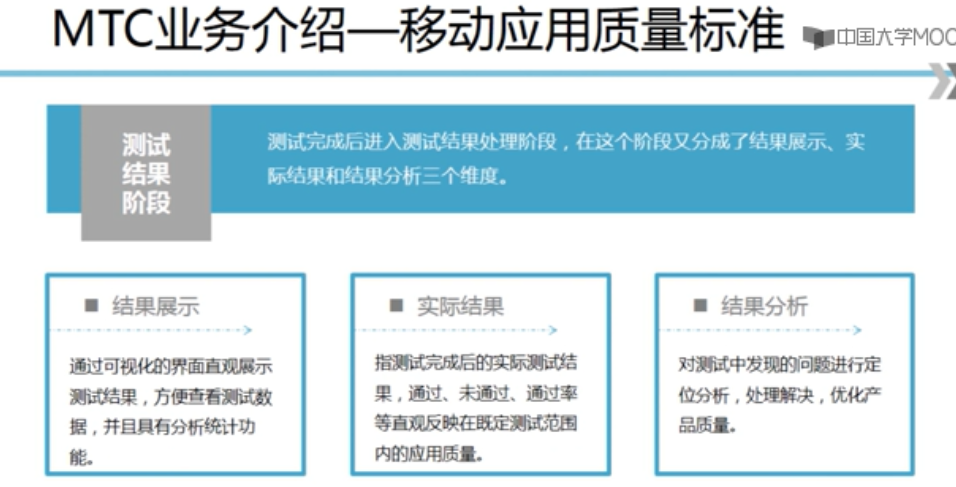 MTC业务介绍—移动应用质量标准
中国大学MOO
测试
结果
阶段
测试完成后进入测试结果处理阶段，在这个阶段又分成了结果展示、实
际结果和结果分析三个维度。
■ 结果展示
通过可视化的界面直观展示
测试结果，方便查看测试数
据，并且具有分析统计功
能。
■ 实际结果
指测试完成后的实际测试结
果，通过、未通过、通过率
等直观反映在既定测试范围
内的应用质量。
■ 结果分析
对测试中发现的问题进行定
位分析，处理解决，优化产
品质量。